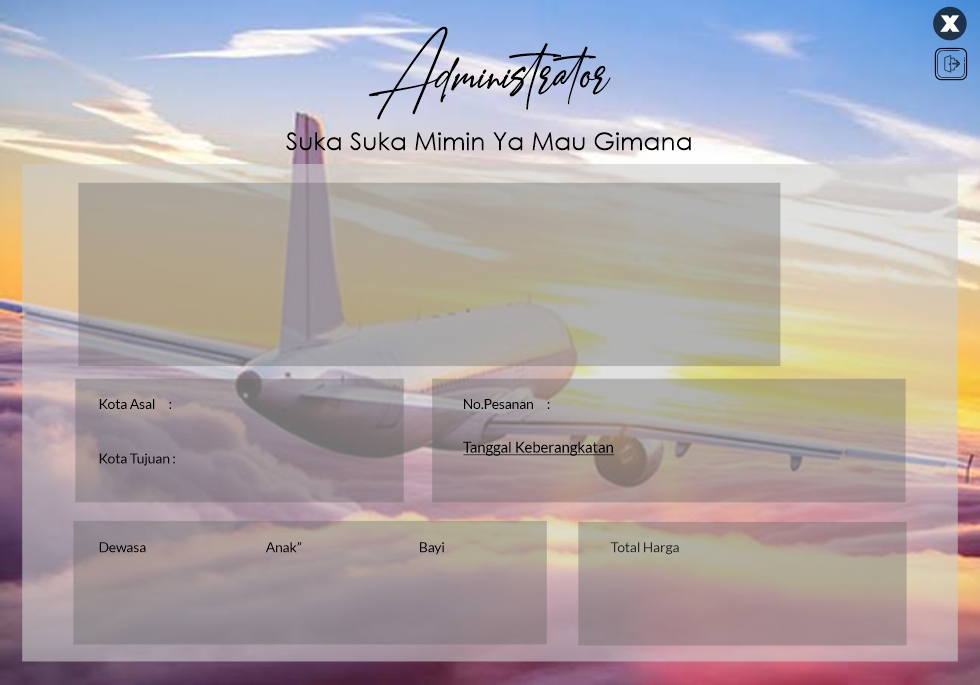 Administrator
Suka Suka Mimin Ya Mau Gimana
Kota Asal :
No.Pesanan :
Tanggal Keberangkatan
Kota Tujuan :
Dewasa Anak” Bayi
Total Harga